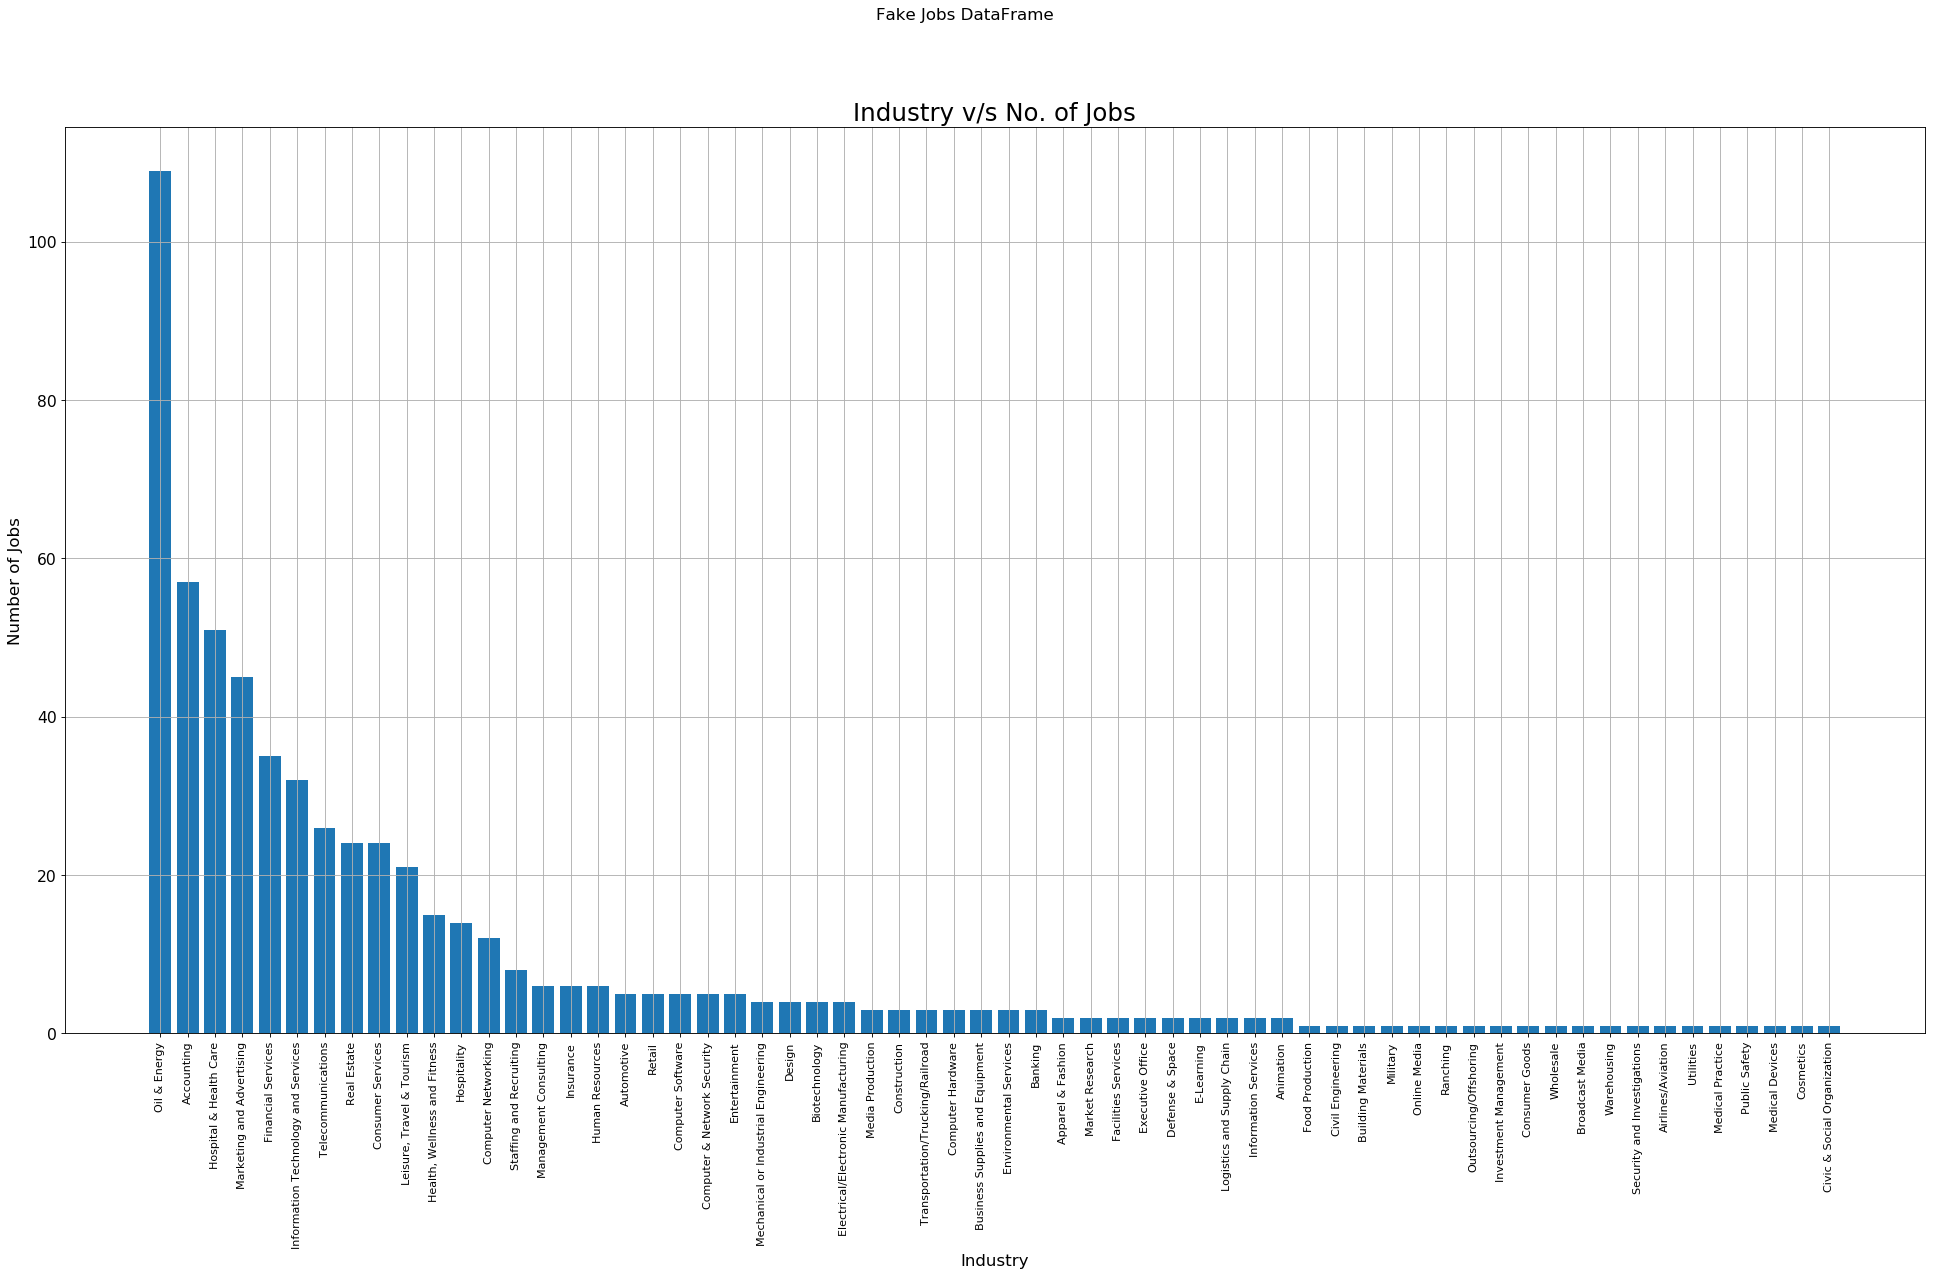 Fake Jobs DataFrame
Industry v/s No. of Jobs
Number of Jobs
100
80
60
40
20
0
Oil & Energy
Accounting
Hospital & Health Care
Marketing and Advertising
Financial Services
Information Technology and Services
Telecommunications
Real Estate
Consumer Services
Leisure, Travel & Tourism
Health, Wellness and Fitness
Hospitality
Computer Networking
Staffing and Recruiting
Management Consulting
Insurance
Human Resources
Automotive
Retail
Computer Software
Computer & Network Security
Entertainment
Mechanical or Industrial Engineering
Design
Biotechnology
Electrical/Electronic Manufacturing
Media Production
Construction
Transportation/Trucking/Railroad
Computer Hardware
Business Supplies and Equipment
Environmental Services
Banking
Apparel & Fashion
Market Research
Facilities Services
Executive Office
Defense & Space
E-Learning
Logistics and Supply Chain
Information Services
Animation
Food Production
Civil Engineering
Building Materials
Military
Online Media
Ranching
Outsourcing/Offshoring
Investment Management
Consumer Goods
Wholesale
Broadcast Media
Warehousing
Security and Investigations
Airlines/Aviation
Utilities
Medical Practice
Public Safety
Medical Devices
Cosmetics
Civic & Social Organization
Industry